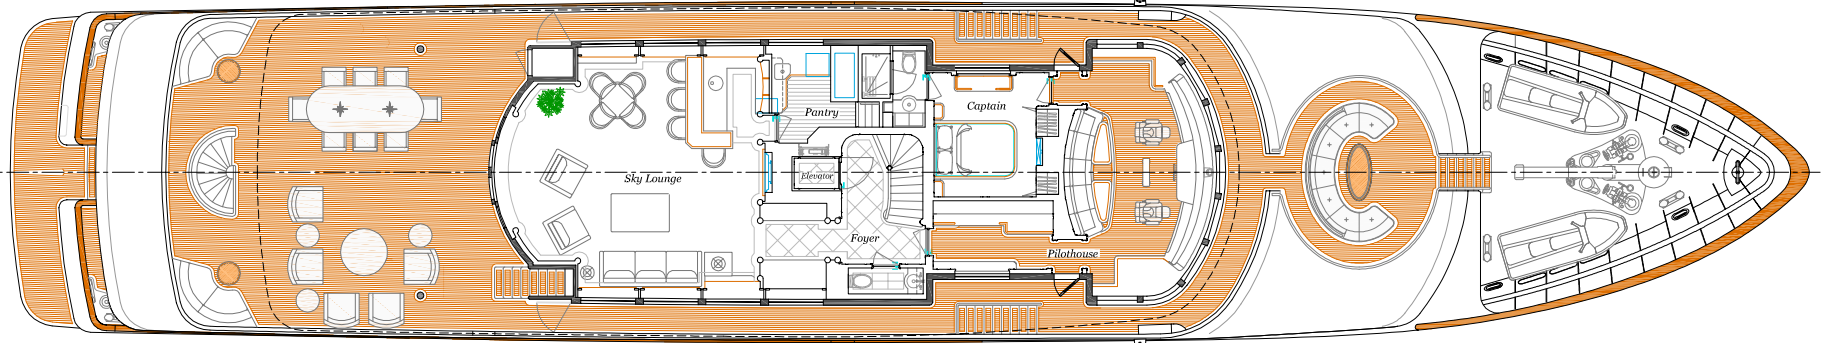 Captain
Pantry
Elevator
Sky Lounge
Foyer
Pilothouse